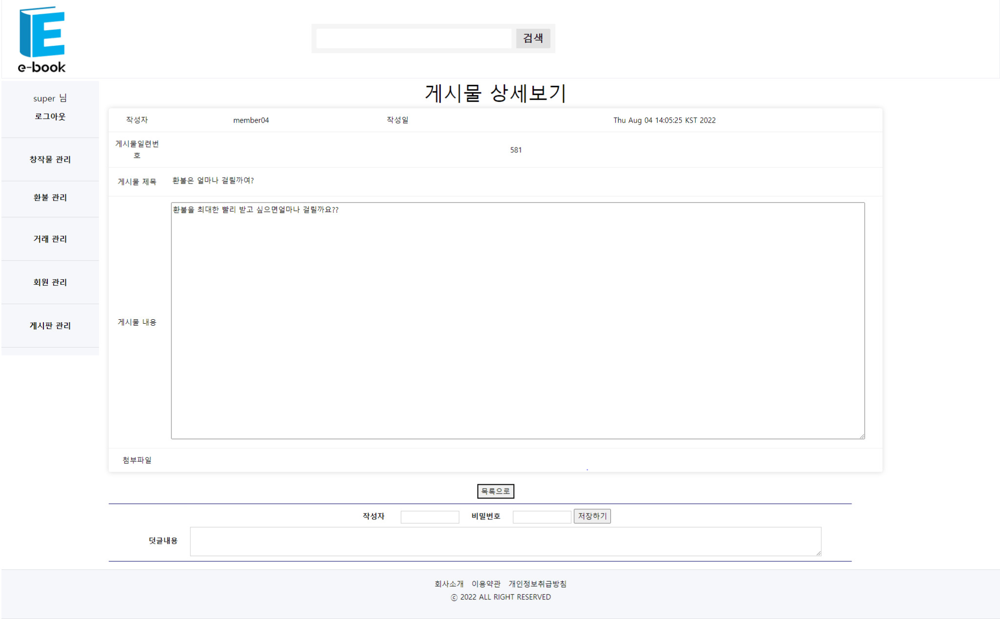 e-book
검색
super 님
로그아웃
창작물 관리
환불 관리
거래 관리
회원 관리
게시판 관리
게시물 상세보기
작성자 member04 작성일 Thu Aug 04 14:05:25 KST 2022
게시물일련번
호
581
게시물 제목 환불은 얼마나 걸릴까여?
게시물 내용
환불을 최대한 빨리 받고 싶으면얼마나 걸릴까요??
첨부파일
목록으로
작성자 비밀번호 저장하기
덧글내용
회사소개 이용약관 개인정보취급방침
ⓒ 2022 ALL RIGHT RESERVED